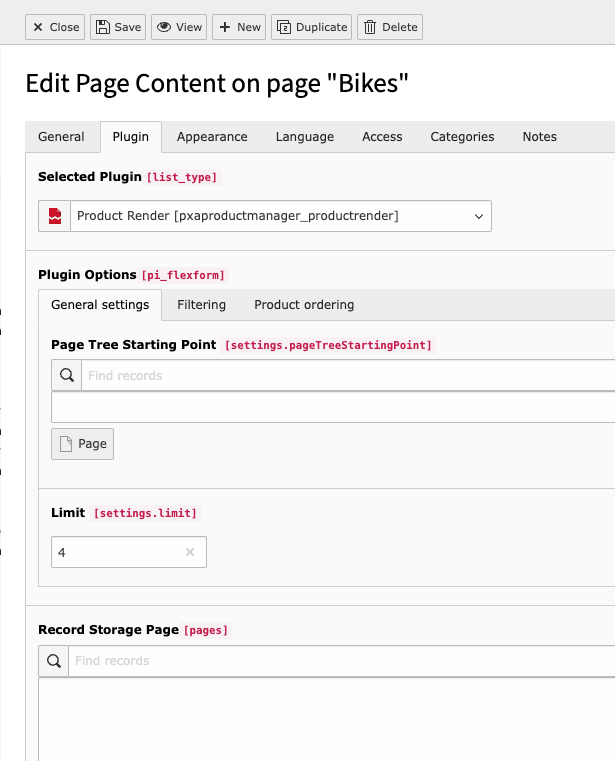 Close Save View New Duplicate Delete
Edit Page Content on page "Bikes"
General Plugin Appearance Language Access Categories Notes
Selected Plugin [list_type]
Product Render [pxaproductmanager_productrender]
Plugin Options [pi_flexform]
General settings Filtering Product ordering
Page Tree Starting Point [settings.pageTreeStartingPoint]
Find records
Page
Limit [settings.limit]
4
Record Storage Page [pages]
Find records